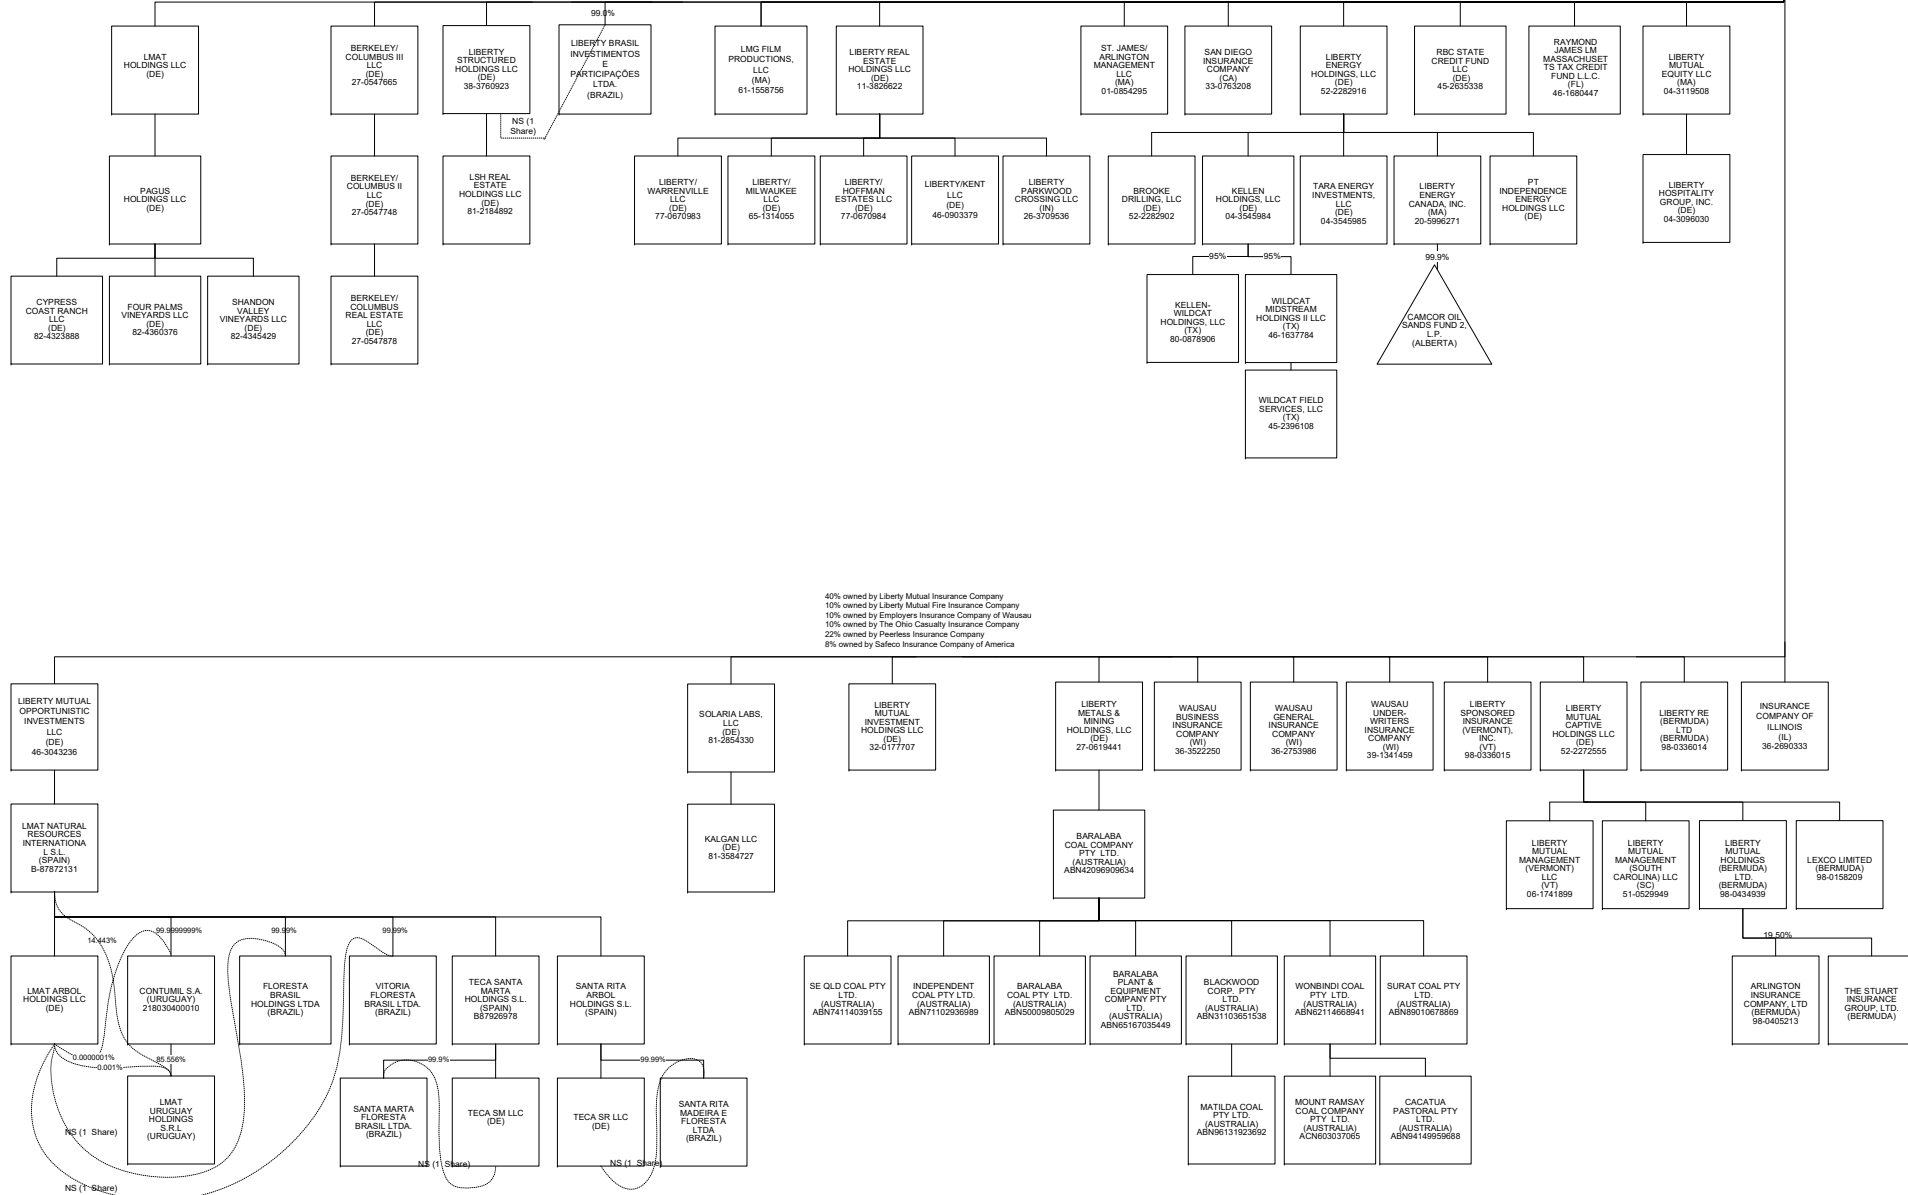 99.0%
LMAT
HOLDINGS LLC
(DE)
BERKELEY/
COLUMBUS III
LLC
(DE)
27-0547665
LIBERTY
STRUCTURED
HOLDINGS LLC
(DE)
38-3760923
LIBERTY BRASIL
INVESTIMENTOS
E
PARTICIPAÇÕES
LTDA.
(BRAZIL)
LMG FILM
PRODUCTIONS,
LLC
(MA)
61-1558756
LIBERTY REAL
ESTATE
HOLDINGS LLC
(DE)
11-3826622
ST. JAMES/
ARLINGTON
MANAGEMENT
LLC
(MA)
01-0854295
SAN DIEGO
INSURANCE
COMPANY
(CA)
33-0763208
LIBERTY
ENERGY
HOLDINGS, LLC
(DE)
52-2282916
RBC STATE
CREDIT FUND
LLC
(DE)
45-2635338
RAYMOND
JAMES LM
MASSACHUSET
TS TAX CREDIT
FUND L.L.C.
(FL)
46-1680447
LIBERTY
MUTUAL
EQUITY LLC
(MA)
04-3119508
NS (1
Share)
PAGUS
HOLDINGS LLC
(DE)
BERKELEY/
COLUMBUS II
LLC
(DE)
27-0547748
LSH REAL
ESTATE
HOLDINGS LLC
(DE)
81-2184892
LIBERTY/
WARRENVILLE
LLC
(DE)
77-0670983
LIBERTY/
MILWAUKEE
LLC
(DE)
65-1314055
LIBERTY/
HOFFMAN
ESTATES LLC
(DE)
77-0670984
LIBERTY/KENT
LLC
(DE)
46-0903379
LIBERTY
PARKWOOD
CROSSING LLC
(IN)
26-3709536
BROOKE
DRILLING, LLC
(DE)
52-2282902
KELLEN
HOLDINGS, LLC
(DE)
04-3545984
TARA ENERGY
INVESTMENTS,
LLC
(DE)
04-3545985
LIBERTY
ENERGY
CANADA, INC.
(MA)
20-5996271
PT
INDEPENDENCE
ENERGY
HOLDINGS LLC
(DE)
LIBERTY
HOSPITALITY
GROUP, INC.
(DE)
04-3096030
95%
95%
99.9%
CYPRESS
COAST RANCH
LLC
(DE)
82-4323888
FOUR PALMS
VINEYARDS LLC
(DE)
82-4360376
SHANDON
VALLEY
VINEYARDS LLC
(DE)
82-4345429
BERKELEY/
COLUMBUS
REAL ESTATE
LLC
(DE)
27-0547878
KELLEN-
WILDCAT
HOLDINGS, LLC
(TX)
80-0878906
WILDCAT
MIDSTREAM
HOLDINGS II LLC
(TX)
46-1637784
CAMCOR OIL
SANDS FUND 2,
L.P.
(ALBERTA)
WILDCAT FIELD
SERVICES, LLC
(TX)
45-2396108
40% owned by Liberty Mutual Insurance Company
10% owned by Liberty Mutual Fire Insurance Company
10% owned by Employers Insurance Company of Wausau
10% owned by The Ohio Casualty Insurance Company
22% owned by Peerless Insurance Company
8% owned by Safeco Insurance Company of America
LIBERTY MUTUAL
OPPORTUNISTIC
INVESTMENTS
LLC
(DE)
46-3043236
SOLARIA LABS,
LLC
(DE)
81-2854330
LIBERTY
MUTUAL
INVESTMENT
HOLDINGS LLC
(DE)
32-0177707
LIBERTY
METALS &
MINING
HOLDINGS, LLC
(DE)
27-0619441
WAUSAU
BUSINESS
INSURANCE
COMPANY
(WI)
36-3522250
WAUSAU
GENERAL
INSURANCE
COMPANY
(WI)
36-2753986
WAUSAU
UNDER-
WRITERS
INSURANCE
COMPANY
(WI)
39-1341459
LIBERTY
SPONSORED
INSURANCE
(VERMONT),
INC.
(VT)
98-0336015
LIBERTY
MUTUAL
CAPTIVE
HOLDINGS LLC
(DE)
52-2272555
LIBERTY RE
(BERMUDA)
LTD
(BERMUDA)
98-0336014
INSURANCE
COMPANY OF
ILLINOIS
(IL)
36-2690333
LMAT NATURAL
RESOURCES
INTERNATIONA
L S.L.
(SPAIN)
B-87872131
KALGAN LLC
(DE)
81-3584727
BARALABA
COAL COMPANY
PTY LTD.
(AUSTRALIA)
ABN42096909634
LIBERTY
MUTUAL
MANAGEMENT
(VERMONT)
LLC
(VT)
06-1741899
LIBERTY
MUTUAL
MANAGEMENT
(SOUTH
CAROLINA) LLC
(SC)
51-0529949
LIBERTY
MUTUAL
HOLDINGS
(BERMUDA)
LTD.
(BERMUDA)
98-0434939
LEXCO LIMITED
(BERMUDA)
98-0158209
14.443%
99.9999999%
99.99%
99.99%
19.50%
LMAT ARBOL
HOLDINGS LLC
(DE)
CONTUMIL S.A.
(URUGUAY)
218030400010
FLORESTA
BRASIL
HOLDINGS LTDA
(BRAZIL)
VITORIA
FLORESTA
BRASIL LTDA.
(BRAZIL)
TECA SANTA
MARTA
HOLDINGS S.L.
(SPAIN)
B87926978
SANTA RITA
ARBOL
HOLDINGS S.L.
(SPAIN)
SE QLD COAL PTY
LTD.
(AUSTRALIA)
ABN74114039155
INDEPENDENT
COAL PTY LTD.
(AUSTRALIA)
ABN71102936989
BARALABA
COAL PTY LTD.
(AUSTRALIA)
ABN50009805029
BARALABA
PLANT &
EQUIPMENT
COMPANY PTY
LTD.
(AUSTRALIA)
ABN65167035449
BLACKWOOD
CORP. PTY
LTD.
(AUSTRALIA)
ABN31103651538
WONBINDI COAL
PTY LTD.
(AUSTRALIA)
ABN62114668941
SURAT COAL PTY
LTD.
(AUSTRALIA)
ABN89010678869
ARLINGTON
INSURANCE
COMPANY, LTD
(BERMUDA)
98-0405213
THE STUART
INSURANCE
GROUP, LTD.
(BERMUDA)
0.0000001%
0.001%
85.556%
99.9%
99.99%
LMAT
URUGUAY
HOLDINGS
S.R.L
(URUGUAY)
SANTA MARTA
FLORESTA
BRASIL LTDA.
(BRAZIL)
TECA SM LLC
(DE)
TECA SR LLC
(DE)
SANTA RITA
MADEIRA E
FLORESTA
LTDA
(BRAZIL)
MATILDA COAL
PTY LTD.
(AUSTRALIA)
ABN96131923692
MOUNT RAMSAY
COAL COMPANY
PTY LTD.
(AUSTRALIA)
ACN603037065
CACATUA
PASTORAL PTY
LTD.
(AUSTRALIA)
ABN94149959688
NS (1 Share)
NS (1 Share)
NS (1 Share)
NS (1 Share)